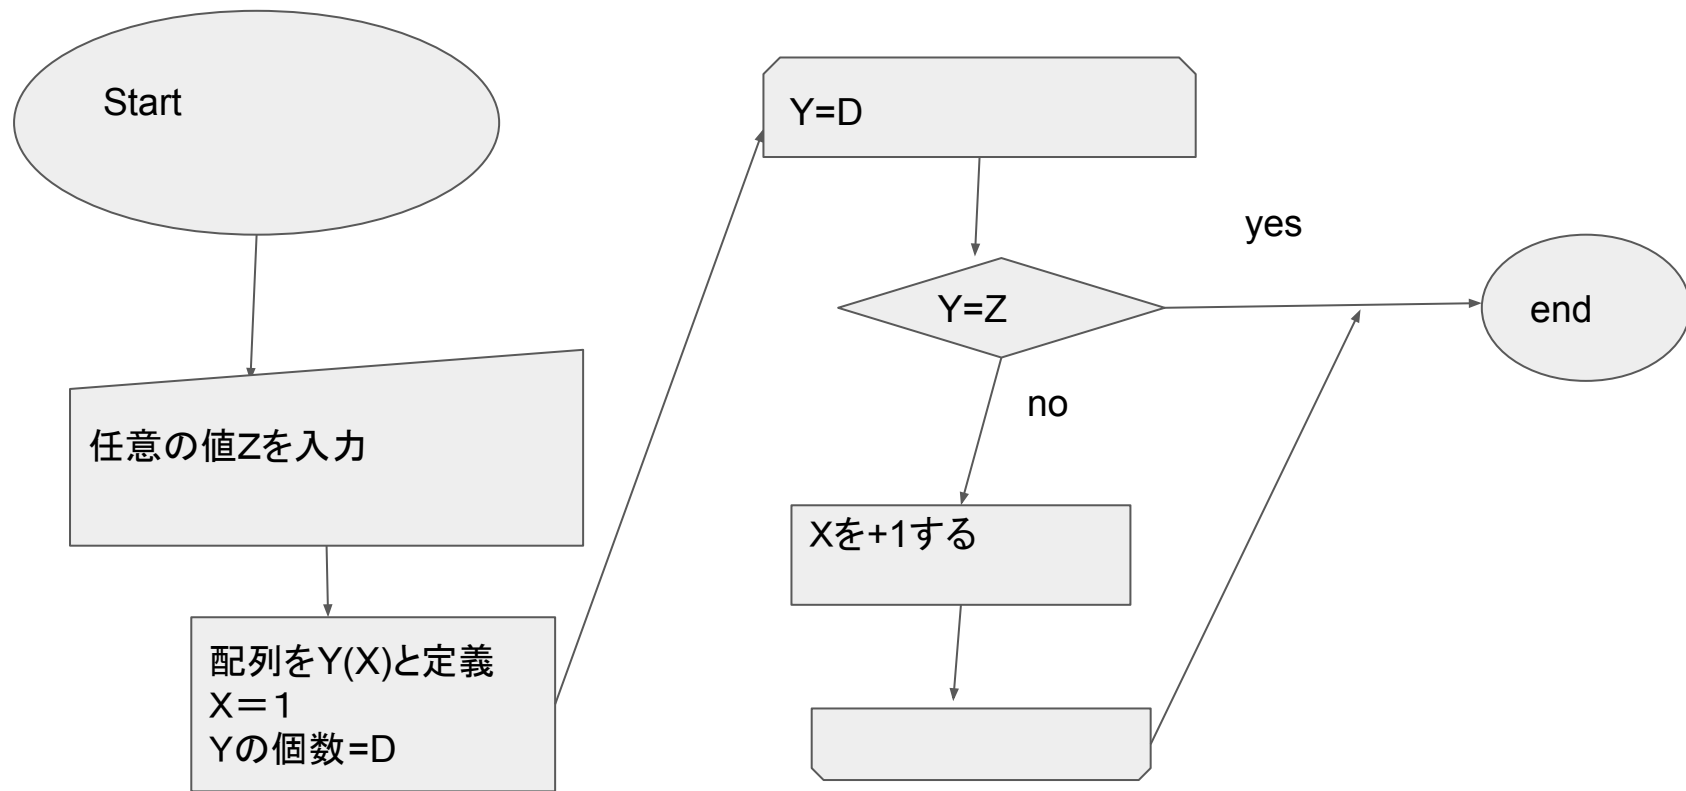 Start
任意の値Zを入力
配列をY(X)と定義
X＝１
Yの個数=D
Y=D
Y=Z
yes
no
Xを+1する
end